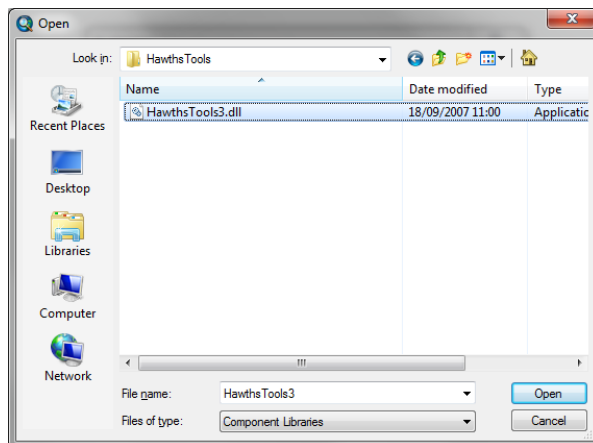 Open
Look in: HawthsTools
Name Date modified Type
HawthsTools3.dll 18/09/2007 11:00 Applicatio
Recent Places
Desktop
Libraries
Computer
Network
File name: HawthsTools3 Open
Files of type: Component Libraries Cancel